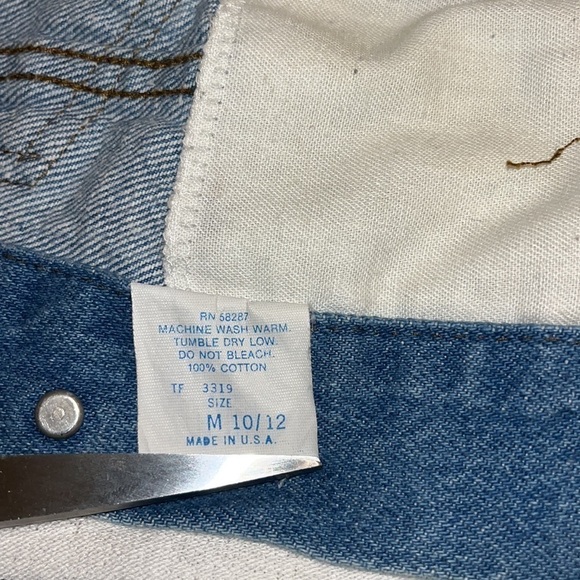 RN 58287
MACHINE WASH WARM.
TUMBLE DRY LOW.
DO NOT BLEACH.
100% COTTON
TF 3319
SIZE
M 10/12
MADE IN U.S.A.